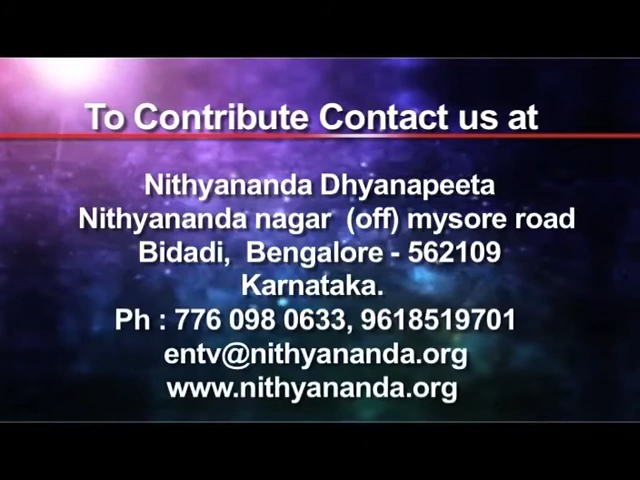 To Contribute Contact us at
Nithyananda Dhyanapeeta
Nithyananda nagar (off) mysore road
Bidadi, Bengalore - 562109
Karnataka.
Ph : 776 098 0633, 9618519701
entv@nithyananda.org
www.nithyananda.org